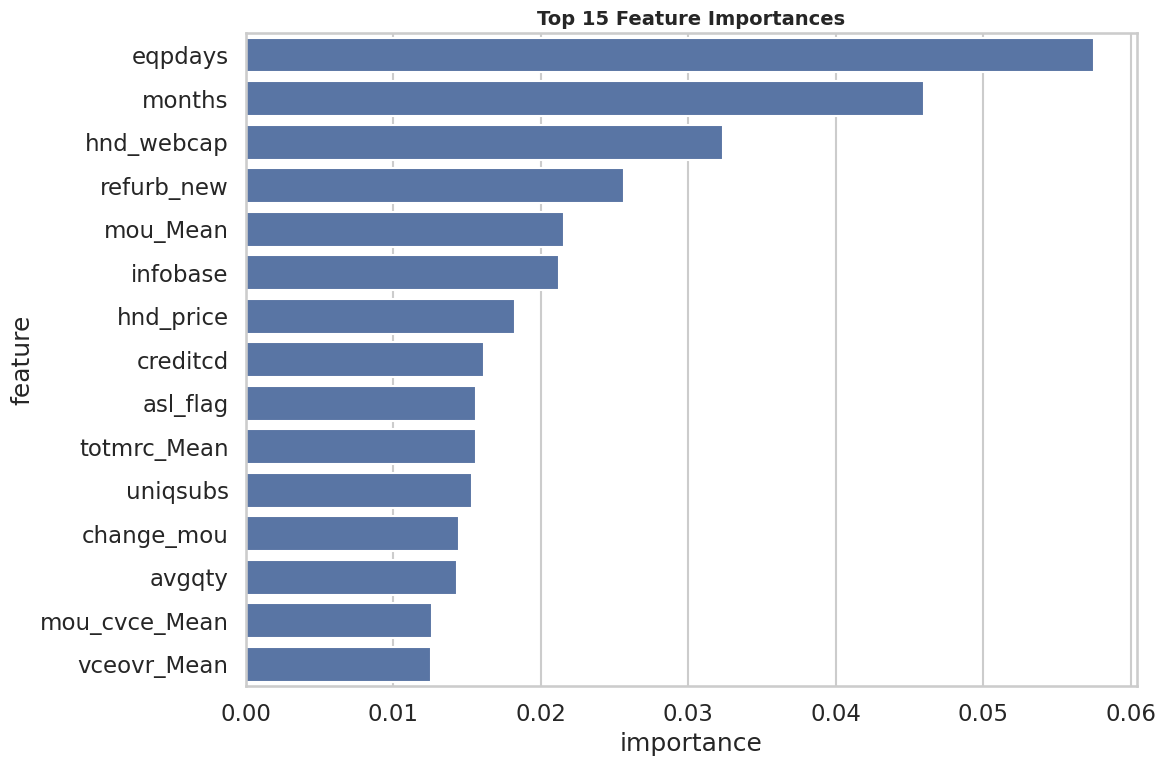 Top 15 Feature Importances
eqpdays
months
hnd_webcap
refurb_new
mou_Mean
infobase
hnd_price
creditcd
asl_flag
totmrc_Mean
uniqsubs
change_mou
avgqty
mou_cvce_Mean
vceovr_Mean
feature
0.00 0.01 0.02 0.03 0.04 0.05 0.06
importance